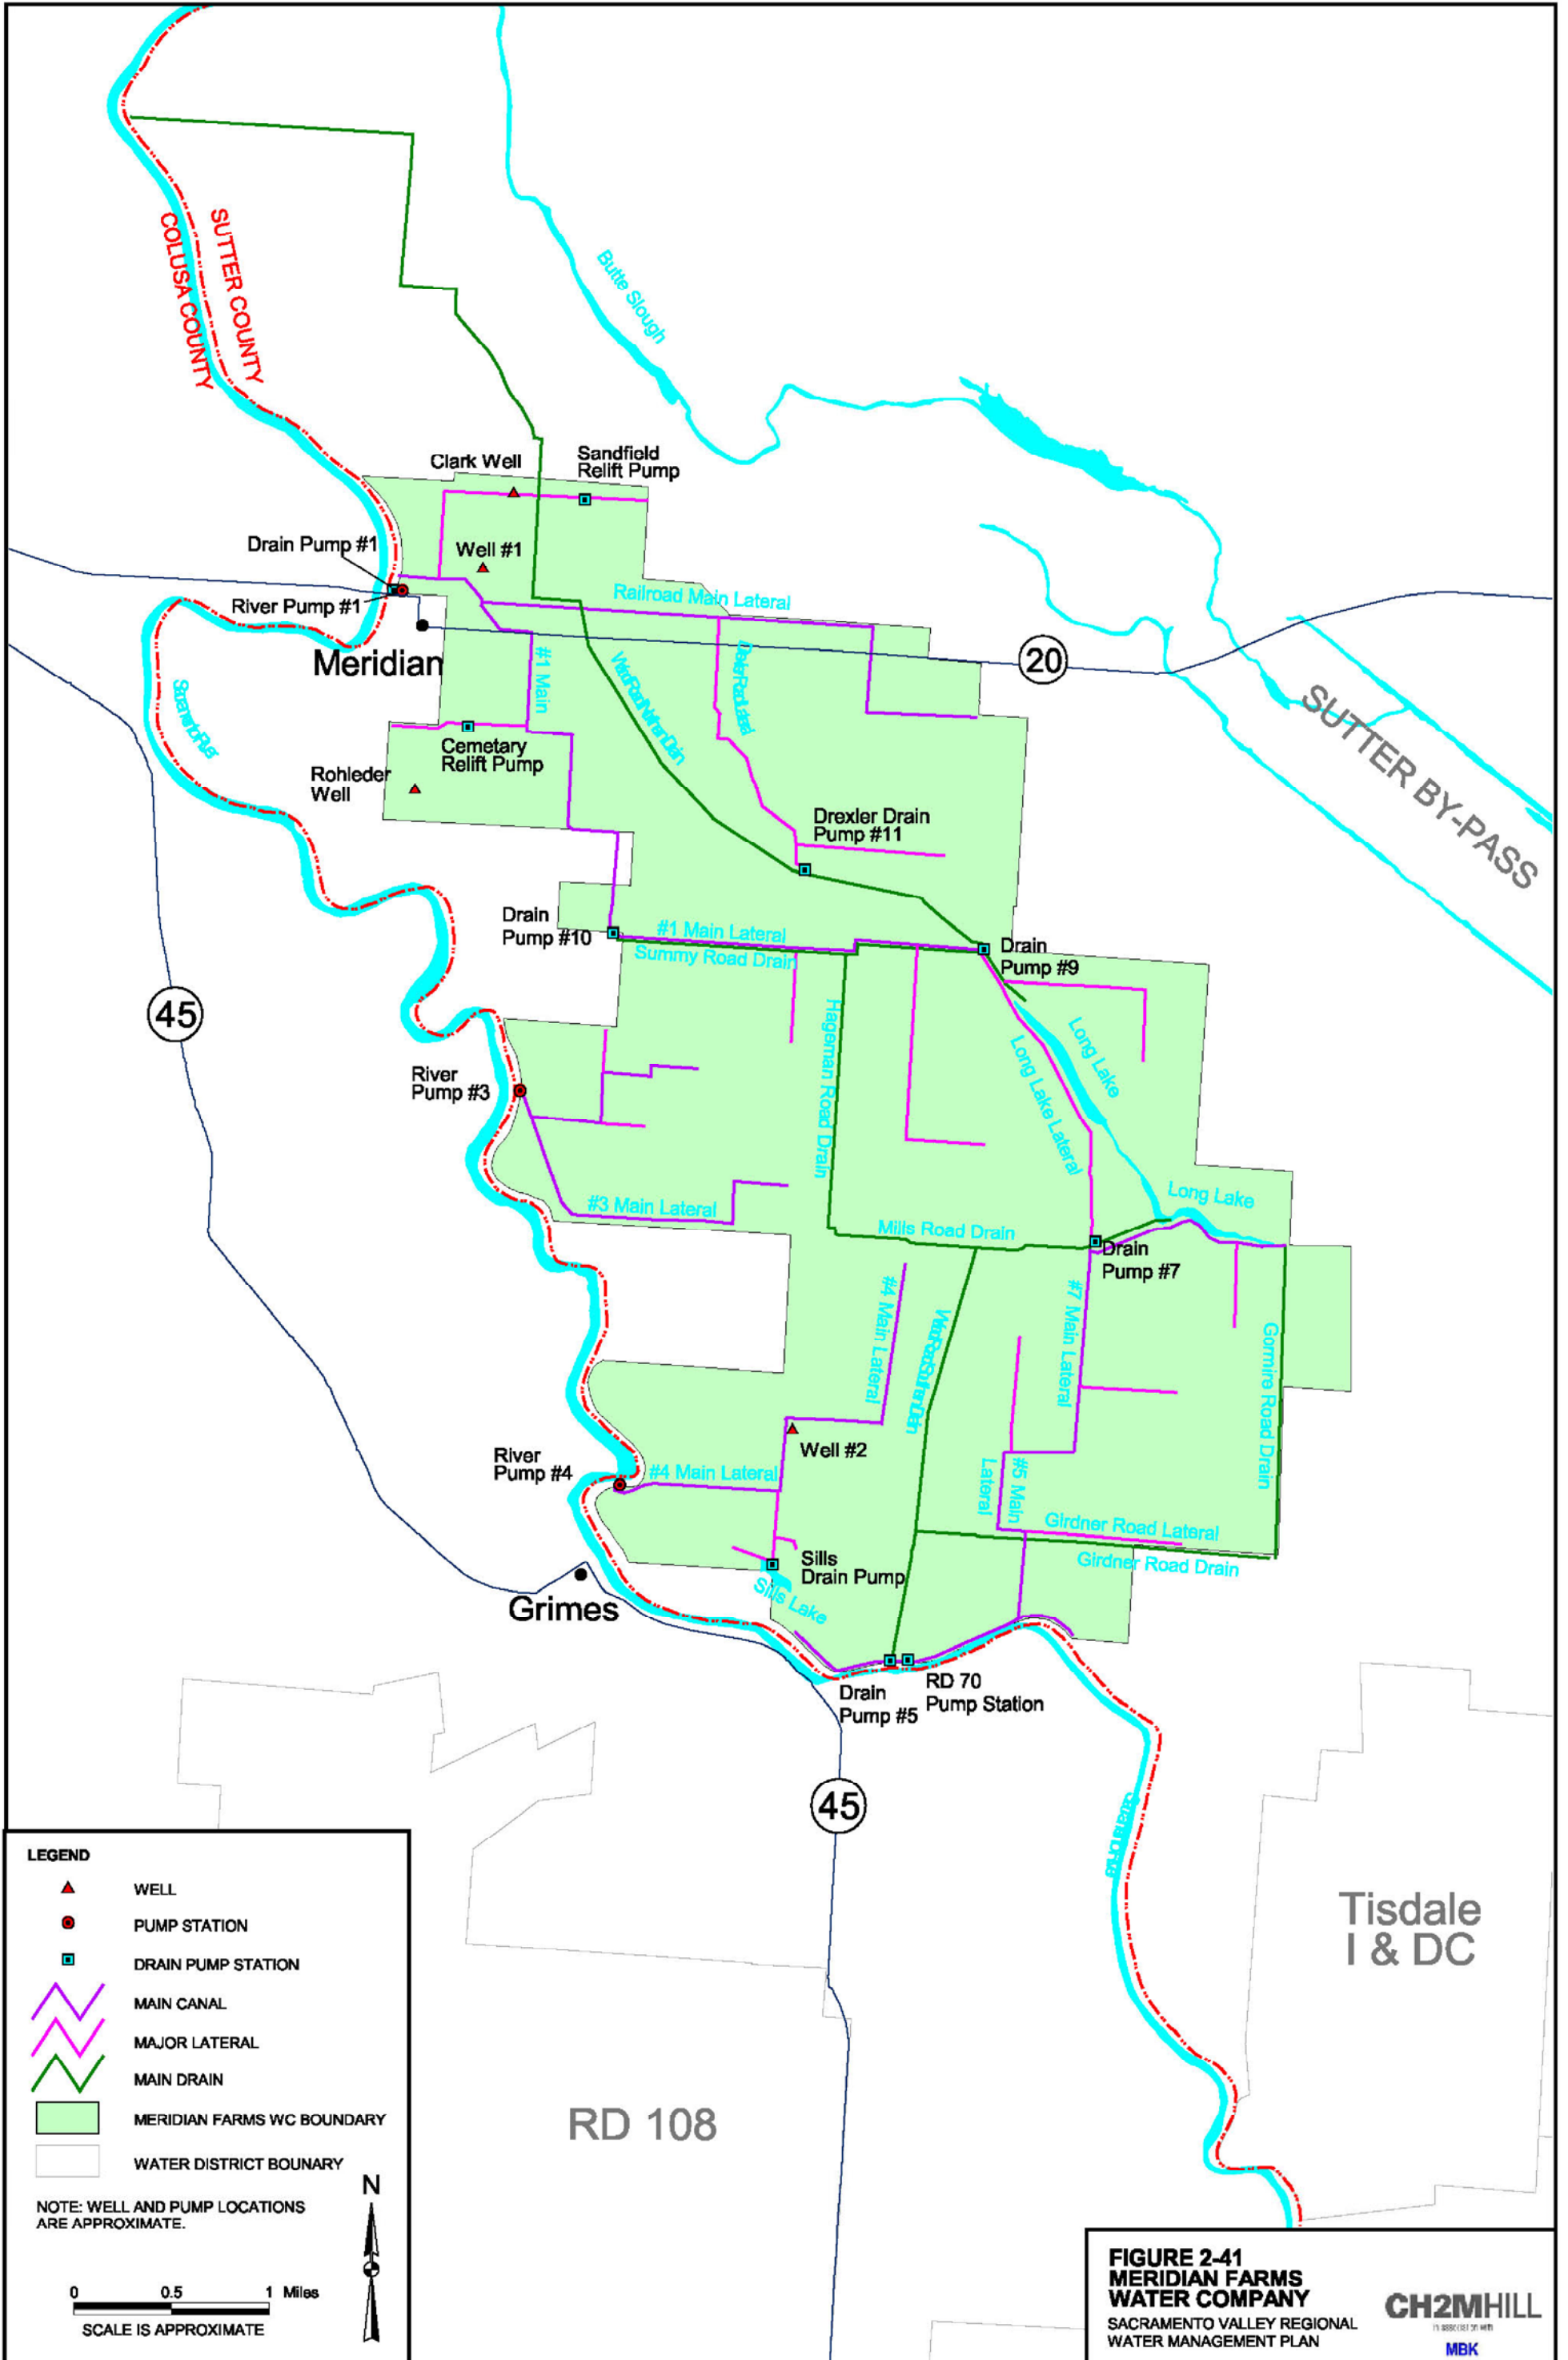 SUTTER COUNTY
COLUSA COUNTY
Butte Slough
Clark Well
Sandfield
Relift Pump
Drain Pump #1
Well #1
River Pump #1
Railroad Main Lateral
Meridian
20
#1 Main
SUTTER BY-PASS
Cemetary
Relift Pump
Rohleder
Well
Drexler Drain
Pump #11
Drain
Pump #10
#1 Main Lateral
Summy Road Drain
Drain
Pump #9
45
Hageman Road Drain
Long Lake
Long Lake Lateral
River
Pump #3
#3 Main Lateral
Long Lake
Mills Road Drain
Drain
Pump #7
#4 Main Lateral
#7 Main Lateral
Gormire Road Drain
Well #2
River
Pump #4
#4 Main Lateral
#5 Main
Lateral
Girdner Road Lateral
Girdner Road Drain
Sills
Drain Pump
Sills Lake
Grimes
Drain
Pump #5
RD 70
Pump Station
45
Tisdale
I & DC
RD 108
LEGEND
WELL
PUMP STATION
DRAIN PUMP STATION
MAIN CANAL
MAJOR LATERAL
MAIN DRAIN
MERIDIAN FARMS WC BOUNDARY
WATER DISTRICT BOUNARY
NOTE: WELL AND PUMP LOCATIONS
ARE APPROXIMATE.
N
0 0.5 1 Miles
SCALE IS APPROXIMATE
FIGURE 2-41
MERIDIAN FARMS
WATER COMPANY
SACRAMENTO VALLEY REGIONAL
WATER MANAGEMENT PLAN
CH2MHILL
in association with
MBK